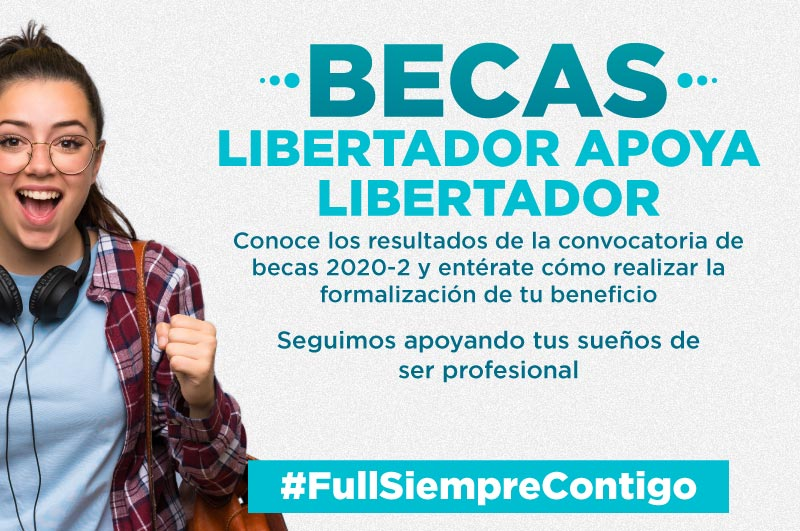 BECAS
LIBERTADOR APOYA
LIBERTADOR
Conoce los resultados de la convocatoria de
becas 2020-2 y entérate cómo realizar la
formalización de tu beneficio
Seguimos apoyando tus sueños de
ser profesional
#FullSiempreContigo